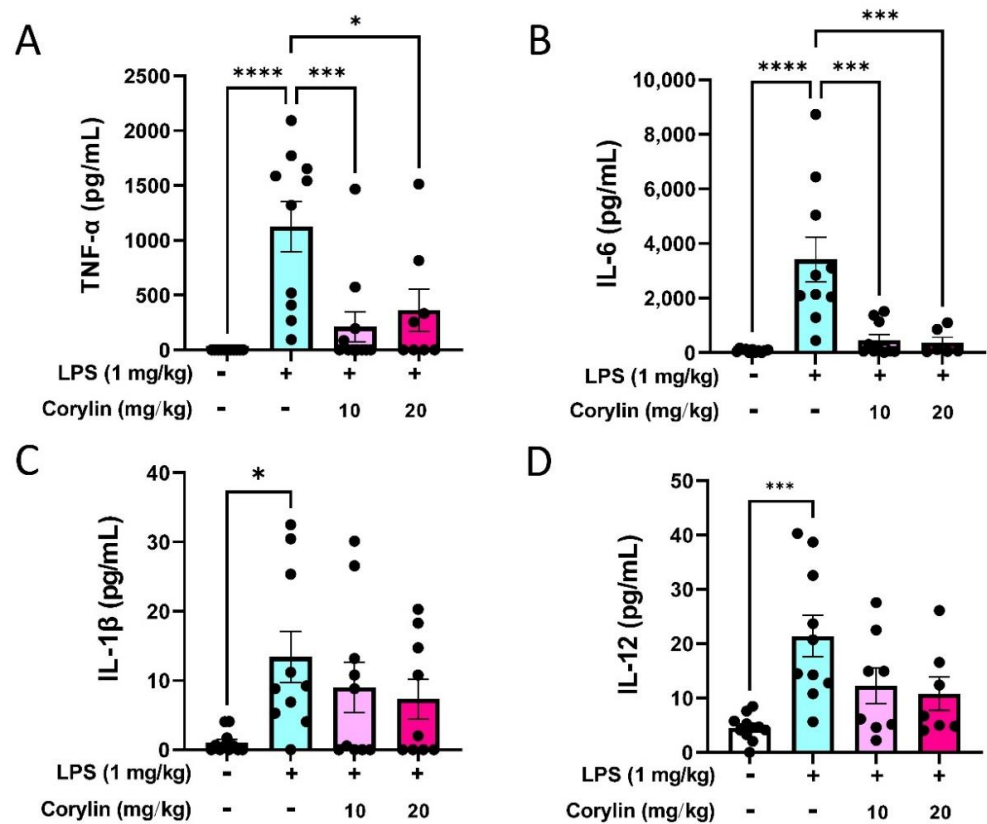 A
*
**** ***
2500
2000
1500
1000
500
0
TNF-α (pg/mL)
LPS (1 mg/kg) - + + +
Corylin (mg/kg) - - 10 20
B
***
**** ***
10,000
8,000
6,000
4,000
2,000
0
IL-6 (pg/mL)
LPS (1 mg/kg) - + + +
Corylin (mg/kg) - - 10 20
C
*
40
30
20
10
0
IL-1β (pg/mL)
LPS (1 mg/kg) - + + +
Corylin (mg/kg) - - 10 20
D
***
50
40
30
20
10
0
IL-12 (pg/mL)
LPS (1 mg/kg) - + + +
Corylin (mg/kg) - - 10 20